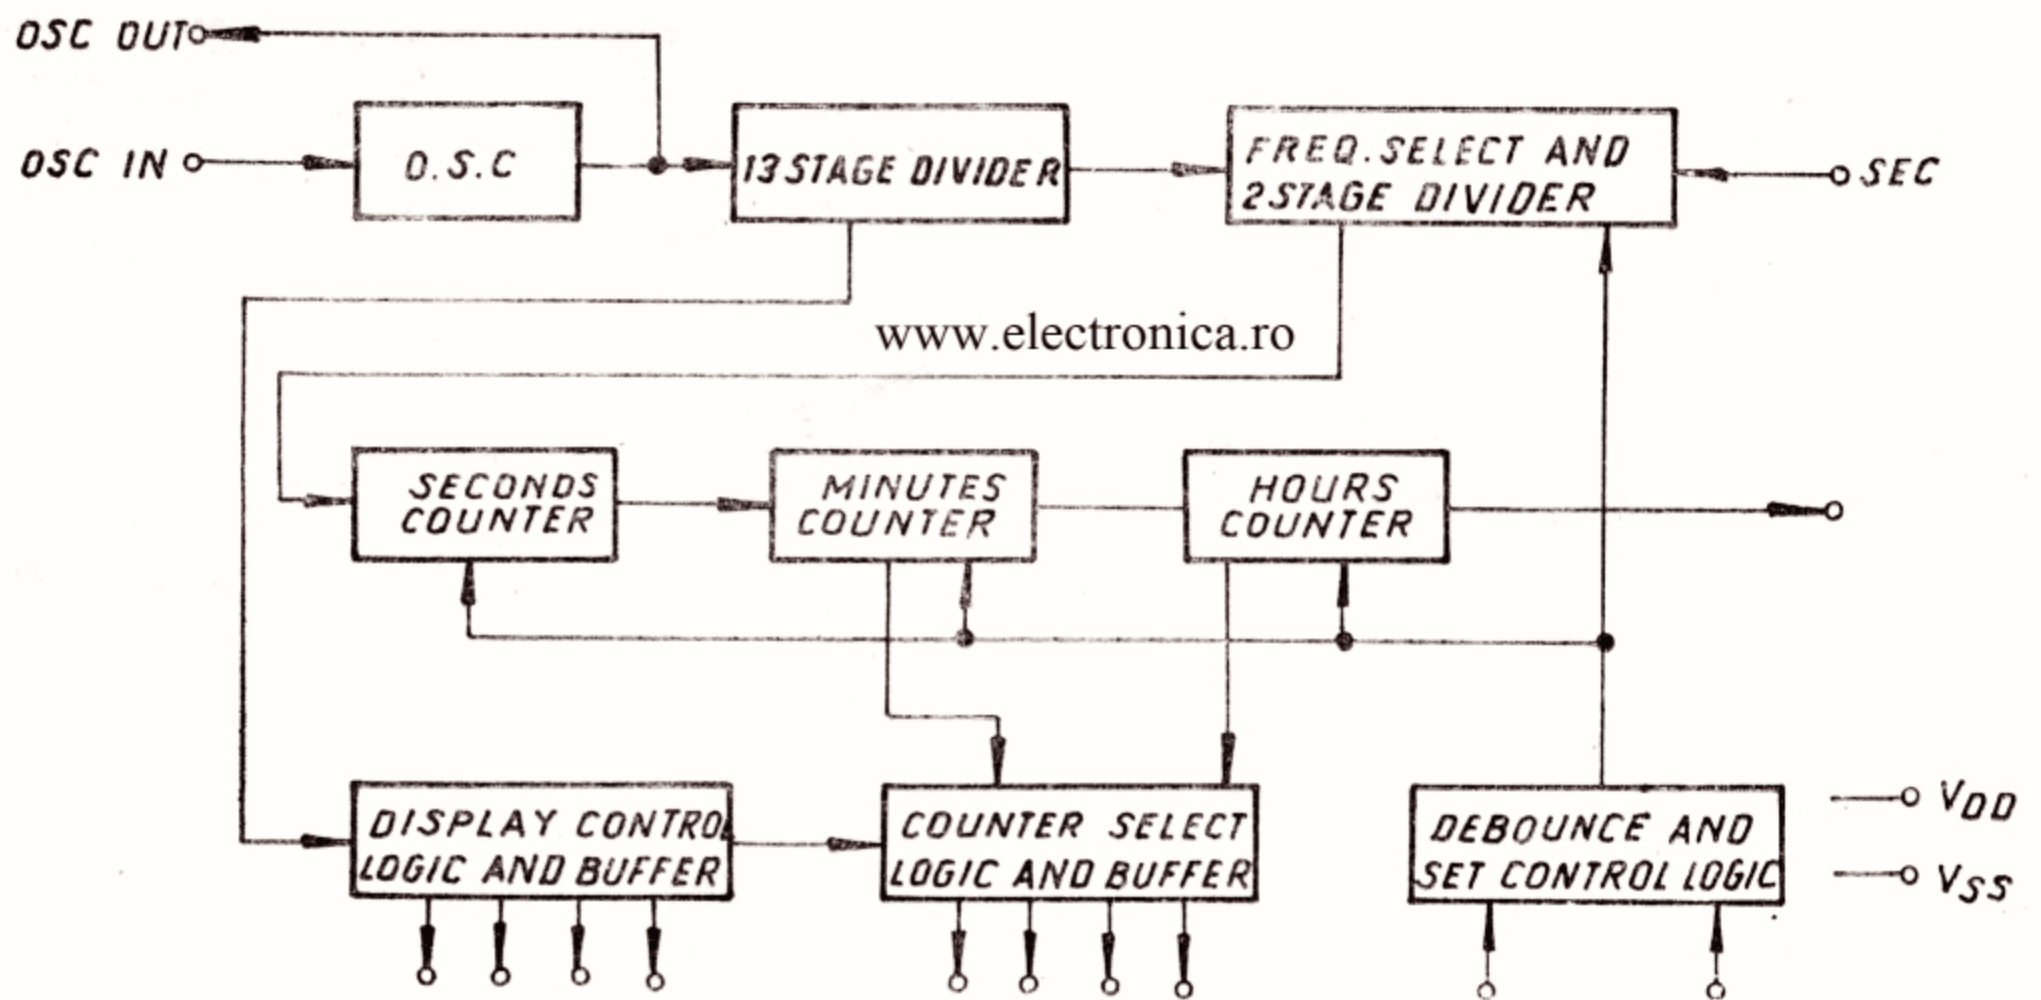 OSC OUT
OSC IN
O.S.C
13 STAGE DIVIDER
FREQ. SELECT AND
2 STAGE DIVIDER
SEC
www.electronica.ro
SECONDS
COUNTER
MINUTES
COUNTER
HOURS
COUNTER
DISPLAY CONTROL
LOGIC AND BUFFER
COUNTER SELECT
LOGIC AND BUFFER
DEBOUNCE AND
SET CONTROL LOGIC
VDD
VSS